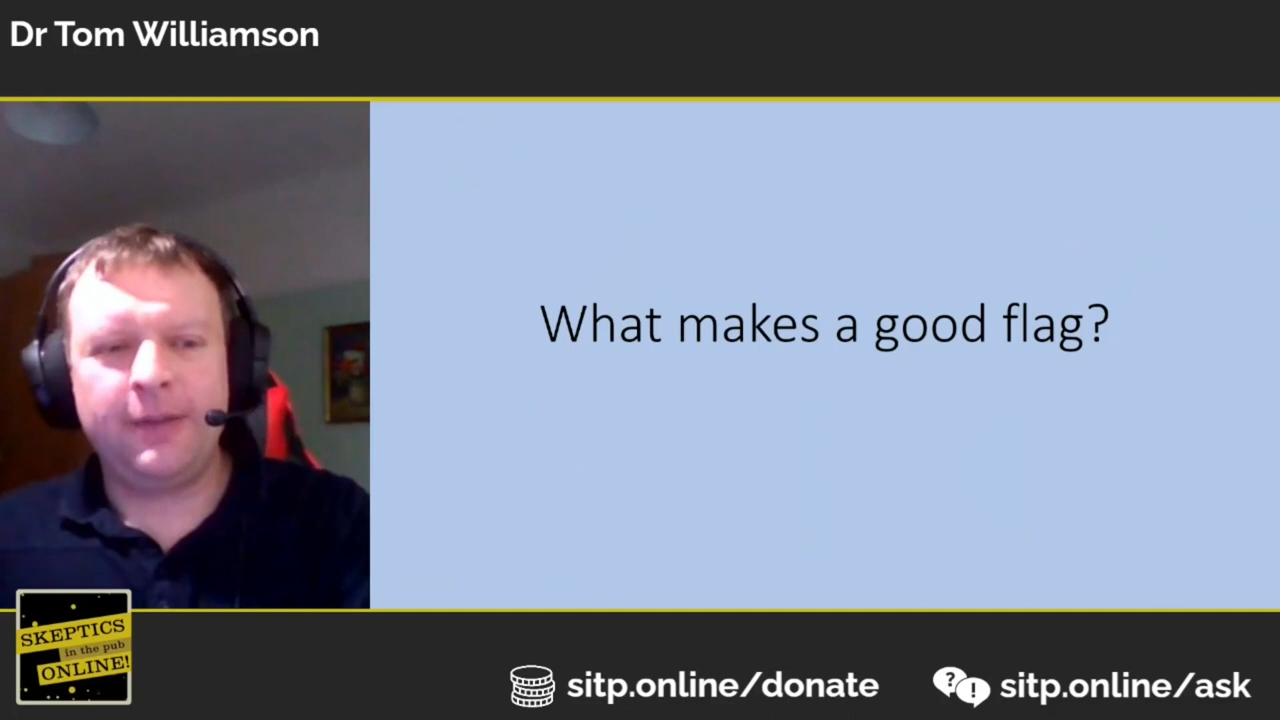 Dr Tom Williamson
What makes a good flag?
SKEPTICS
in the pub
ONLINE!
sitp.online/donate
sitp.online/ask